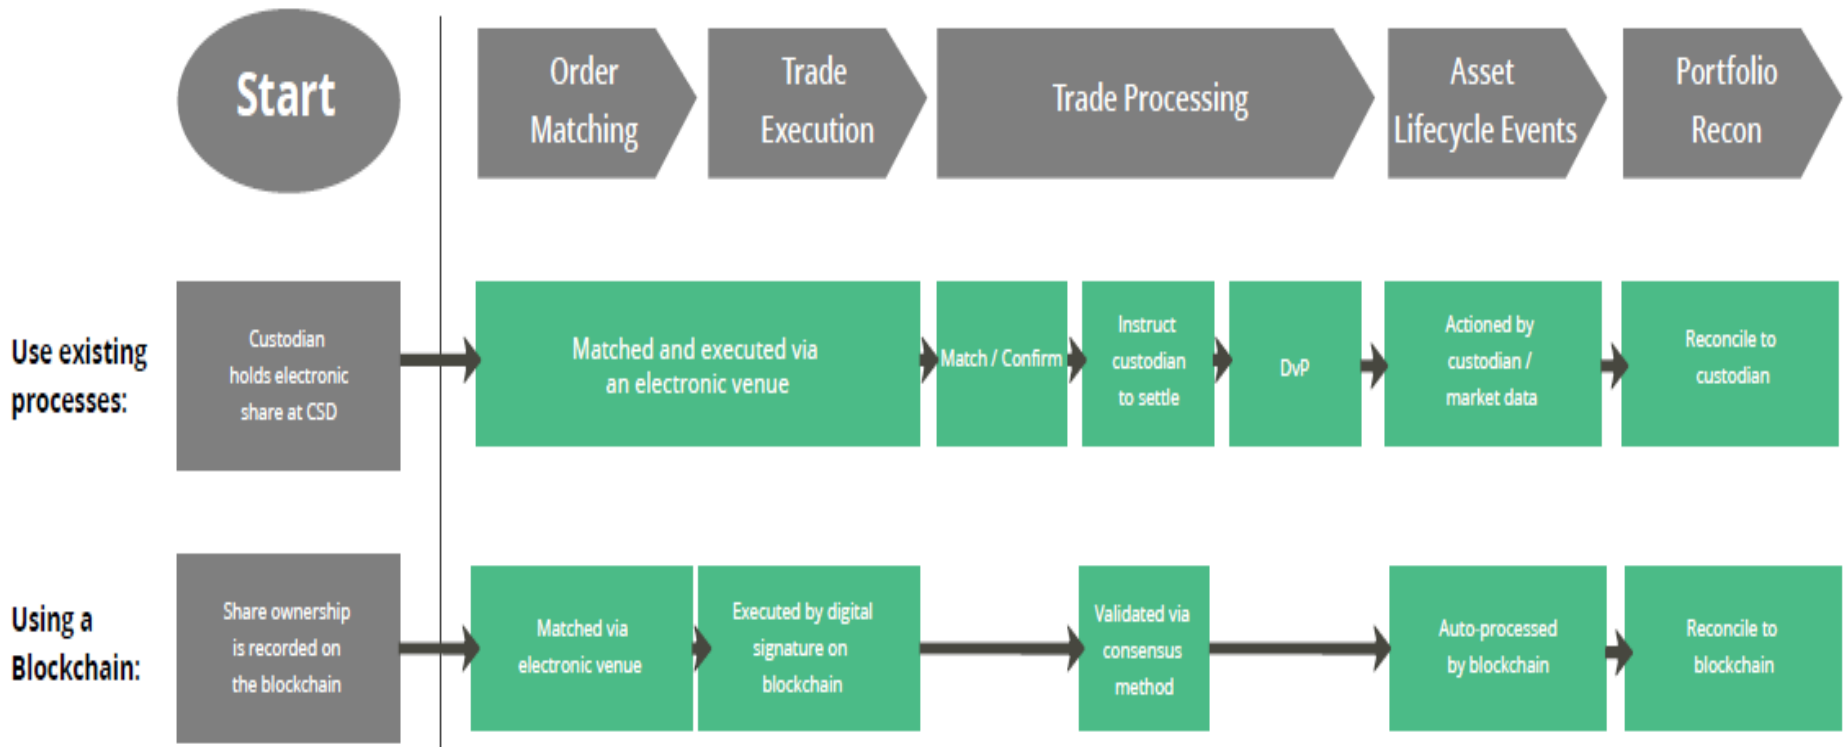 Start
Order
Matching
Trade
Execution
Trade Processing
Asset
Lifecycle Events
Portfolio
Recon
Use existing
processes:
Custodian
holds electronic
share at CSD
Matched and executed via
an electronic venue
Match / Confirm
Instruct
custodian
to settle
DvP
Actioned by
custodian /
market data
Reconcile to
custodian
Using a
Blockchain:
Share ownership
is recorded on
the blockchain
Matched via
electronic venue
Executed by digital
signature on
blockchain
Validated via
consensus
method
Auto-processed
by blockchain
Reconcile to
blockchain